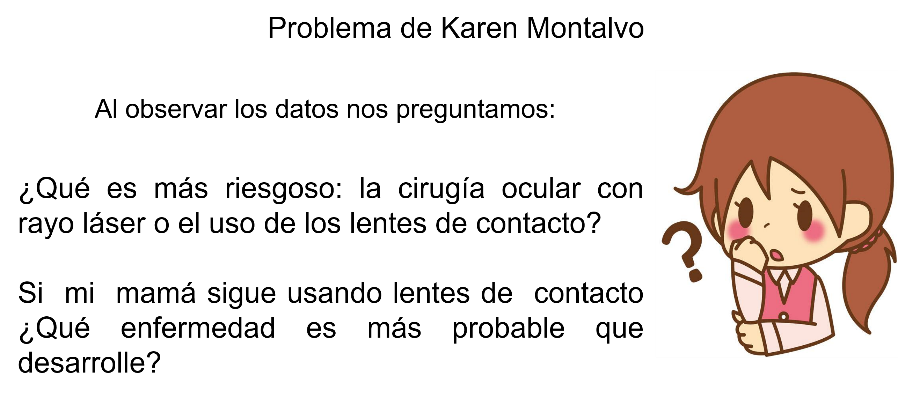 Problema de Karen Montalvo
Al observar los datos nos preguntamos:
¿Qué es más riesgoso: la cirugía ocular con
rayo láser o el uso de los lentes de contacto?
Si mi mamá sigue usando lentes de contacto
¿Qué enfermedad es más probable que
desarrolle?
?